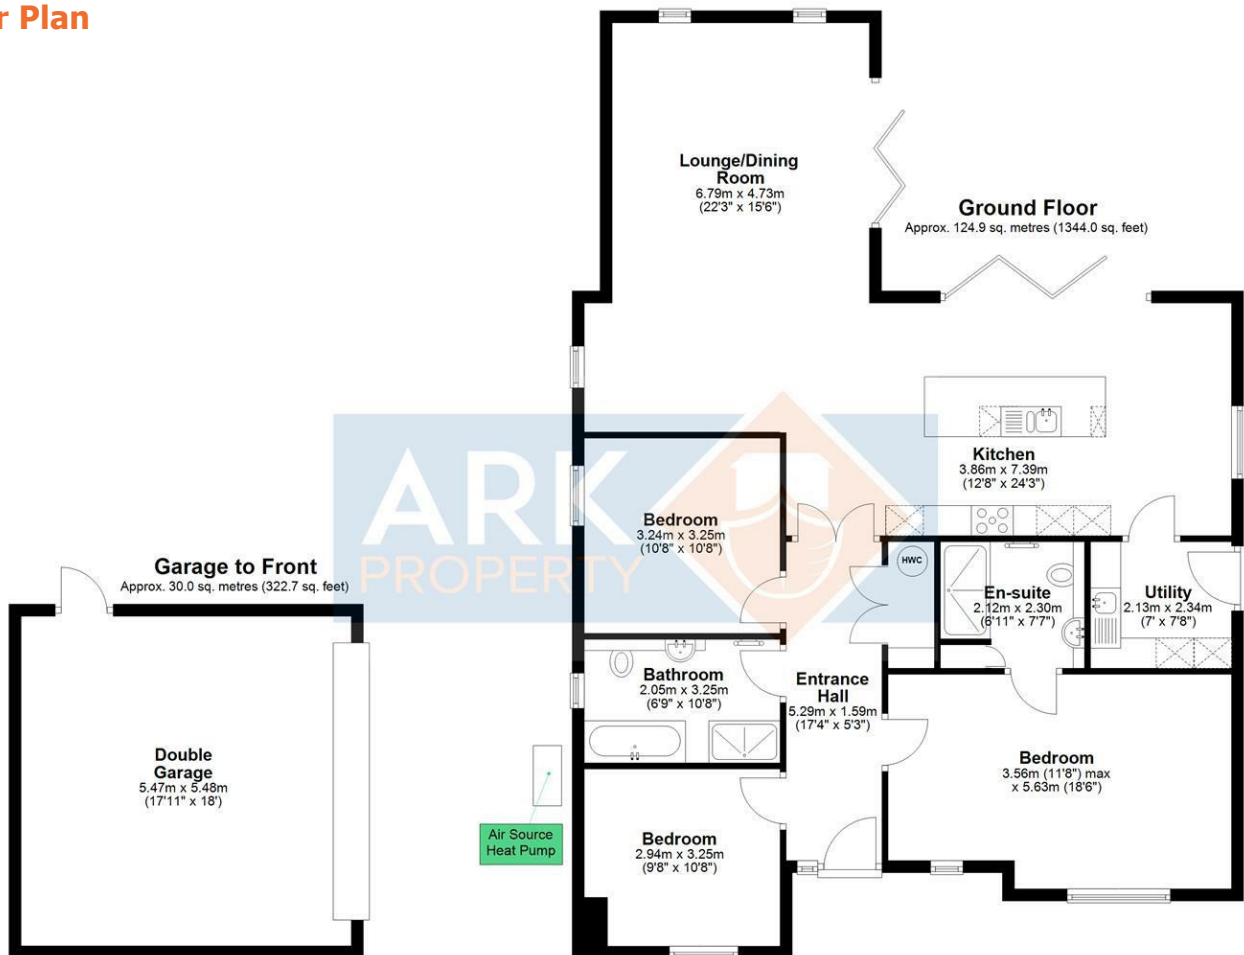 r Plan
Lounge/Dining
Room
6.79m x 4.73m
(22'3" x 15'6")
Ground Floor
Approx. 124.9 sq. metres (1344.0 sq. feet)
Kitchen
3.86m x 7.39m
(12'8" x 24'3")
ARK
PROPERTY
Bedroom
3.24m x 3.25m
(10'8" x 10'8")
HWC
Garage to Front
Approx. 30.0 sq. metres (322.7 sq. feet)
En-suite
2.12m x 2.30m
(6'11" x 7'7")
Utility
2.13m x 2.34m
(7' x 7'8")
Bathroom
2.05m x 3.25m
(6'9" x 10'8")
Entrance
Hall
5.29m x 1.59m
(17'4" x 5'3")
Double
Garage
5.47m x 5.48m
(17'11" x 18')
Bedroom
3.56m (11'8") max
x 5.63m (18'6")
Air Source
Heat Pump
Bedroom
2.94m x 3.25m
(9'8" x 10'8")